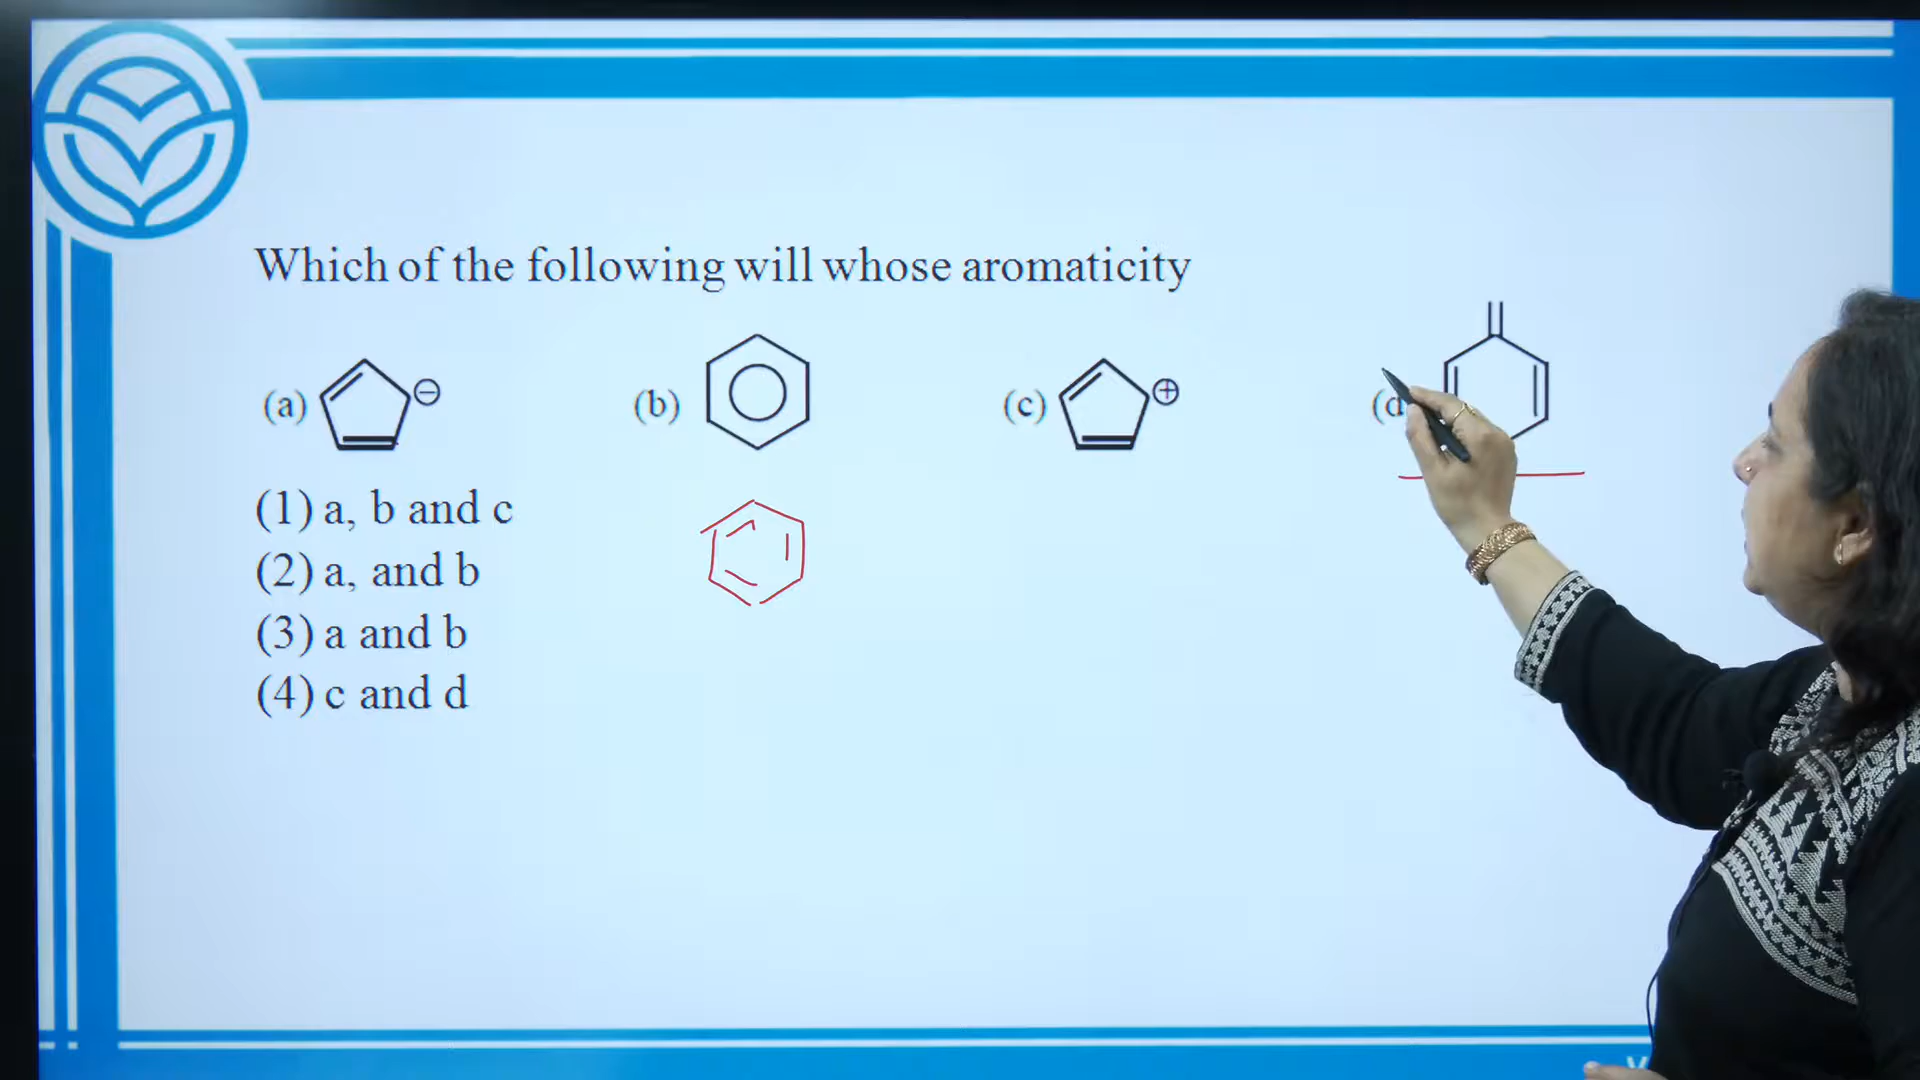 Which of the following will whose aromaticity
(a) ⊖ (b) (c) ⊕ (d
(1) a, b and c
(2) a, and b
(3) a and b
(4) c and d